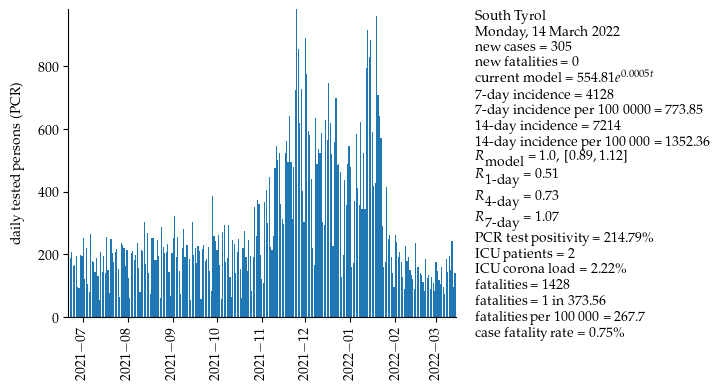 South Tyrol
Monday, 14 March 2022
new cases = 305
new fatalities = 0
current model = 554.81e^0.0005t
7-day incidence = 4128
7-day incidence per 100 0000 = 773.85
14-day incidence = 7214
14-day incidence per 100 000 = 1352.36
R_model = 1.0, [0.89, 1.12]
R_1-day = 0.51
R_4-day = 0.73
R_7-day = 1.07
PCR test positivity = 214.79%
ICU patients = 2
ICU corona load = 2.22%
fatalities = 1428
fatalities = 1 in 373.56
fatalities per 100 000 = 267.7
case fatality rate = 0.75%
daily tested persons (PCR)
800
600
400
200
0
2021−07
2021−08
2021−09
2021−10
2021−11
2021−12
2022−01
2022−02
2022−03